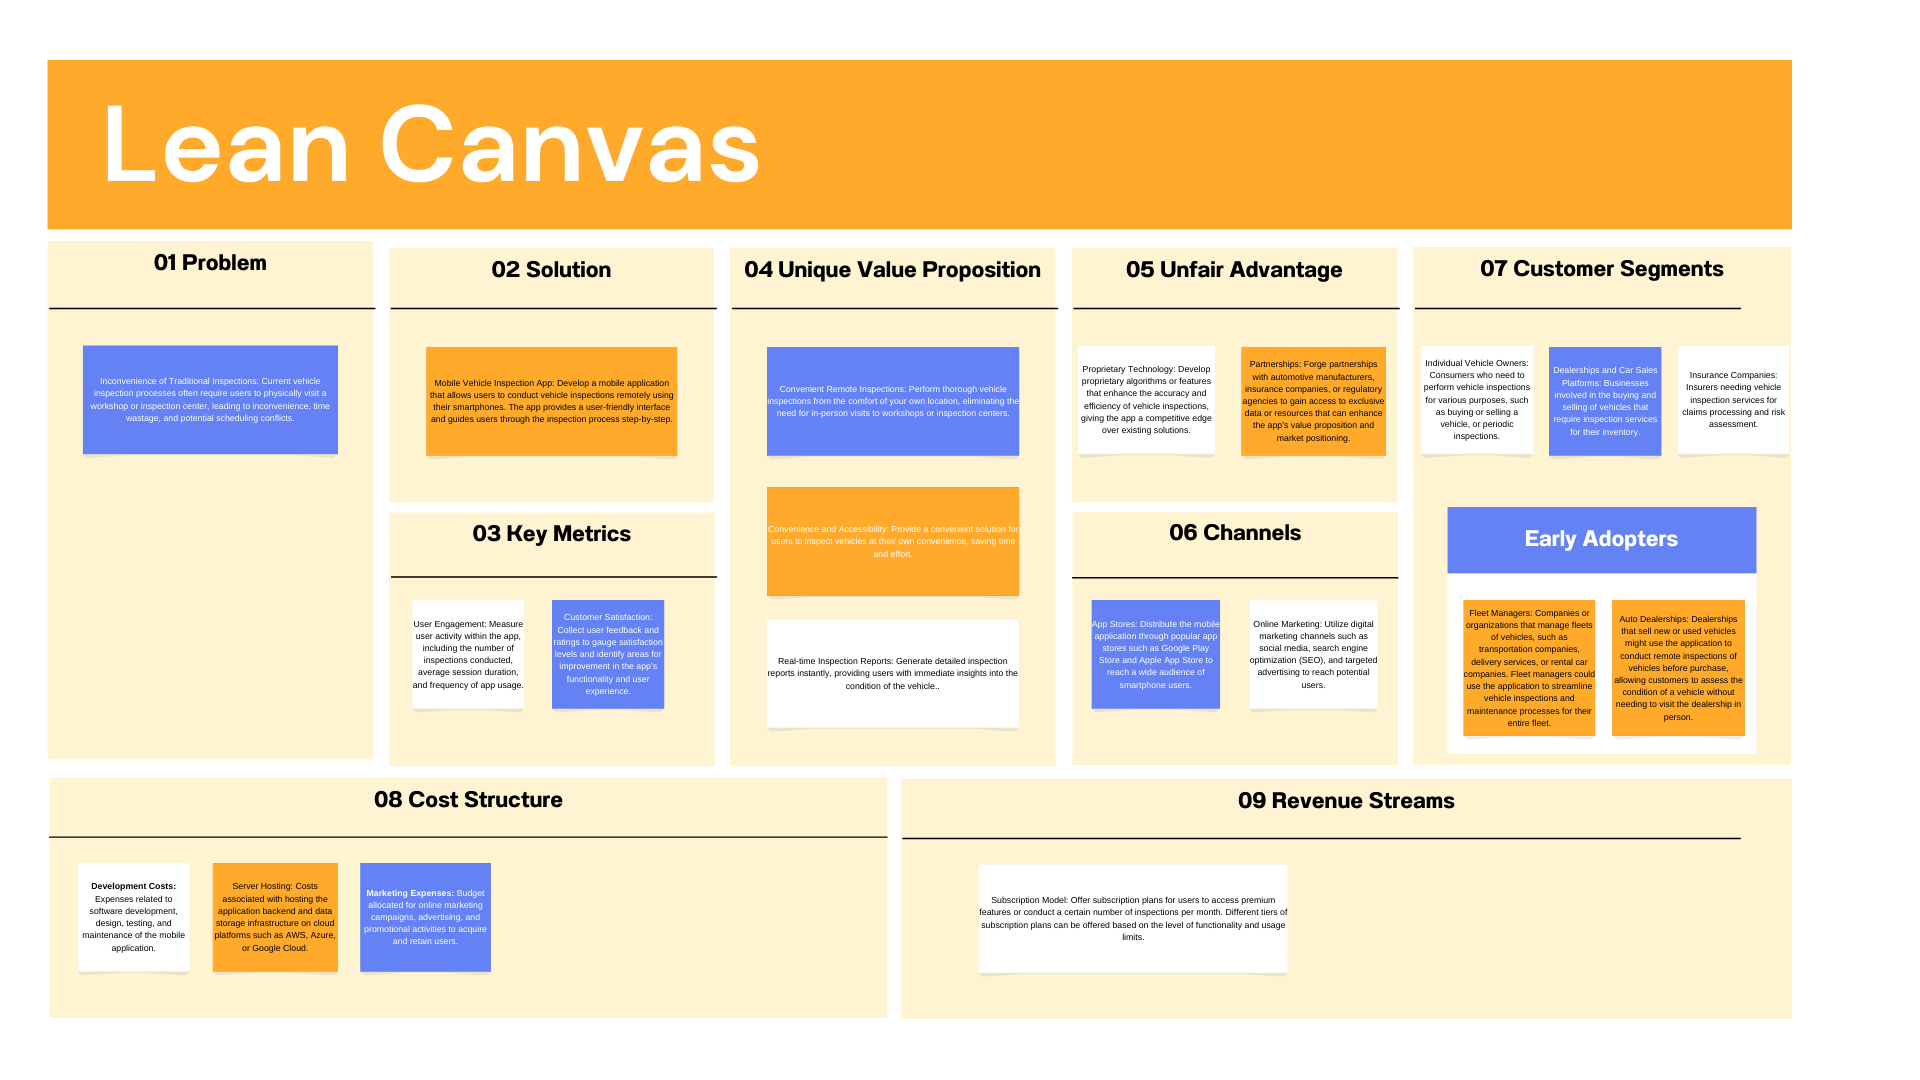 Lean Canvas
01 Problem
Inconvenience of Traditional Inspections: Current vehicle
inspection processes often require users to physically visit a
workshop or inspection center, leading to inconvenience, time
wastage, and potential scheduling conflicts.
02 Solution
Mobile Vehicle Inspection App: Develop a mobile application
that allows users to conduct vehicle inspections remotely using
their smartphones. The app provides a user-friendly interface
and guides users through the inspection process step-by-step.
03 Key Metrics
User Engagement: Measure
user activity within the app,
including the number of
inspections conducted,
average session duration,
and frequency of app usage.
Customer Satisfaction:
Collect user feedback and
ratings to gauge satisfaction
levels and identify areas for
improvement in the app's
functionality and user
experience.
04 Unique Value Proposition
Convenient Remote Inspections: Perform thorough vehicle
inspections from the comfort of your own location, eliminating the
need for in-person visits to workshops or inspection centers.
Convenience and Accessibility: Provide a convenient solution for
users to inspect vehicles at their own convenience, saving time
and effort.
Real-time Inspection Reports: Generate detailed inspection
reports instantly, providing users with immediate insights into the
condition of the vehicle..
05 Unfair Advantage
Proprietary Technology: Develop
proprietary algorithms or features
that enhance the accuracy and
efficiency of vehicle inspections,
giving the app a competitive edge
over existing solutions.
Partnerships: Forge partnerships
with automotive manufacturers,
insurance companies, or regulatory
agencies to gain access to exclusive
data or resources that can enhance
the app's value proposition and
market positioning.
06 Channels
App Stores: Distribute the mobile
application through popular app
stores such as Google Play
Store and Apple App Store to
reach a wide audience of
smartphone users.
Online Marketing: Utilize digital
marketing channels such as
social media, search engine
optimization (SEO), and targeted
advertising to reach potential
users.
07 Customer Segments
Individual Vehicle Owners:
Consumers who need to
perform vehicle inspections
for various purposes, such
as buying or selling a
vehicle, or periodic
inspections.
Dealerships and Car Sales
Platforms: Businesses
involved in the buying and
selling of vehicles that
require inspection services
for their inventory.
Insurance Companies:
Insurers needing vehicle
inspection services for
claims processing and risk
assessment.
Early Adopters
Fleet Managers: Companies or
organizations that manage fleets
of vehicles, such as
transportation companies,
delivery services, or rental car
companies. Fleet managers could
use the application to streamline
vehicle inspections and
maintenance processes for their
entire fleet.
Auto Dealerships: Dealerships
that sell new or used vehicles
might use the application to
conduct remote inspections of
vehicles before purchase,
allowing customers to assess the
condition of a vehicle without
needing to visit the dealership in
person.
08 Cost Structure
Development Costs:
Expenses related to
software development,
design, testing, and
maintenance of the mobile
application.
Server Hosting: Costs
associated with hosting the
application backend and data
storage infrastructure on cloud
platforms such as AWS, Azure,
or Google Cloud.
Marketing Expenses: Budget
allocated for online marketing
campaigns, advertising, and
promotional activities to acquire
and retain users.
09 Revenue Streams
Subscription Model: Offer subscription plans for users to access premium
features or conduct a certain number of inspections per month. Different tiers of
subscription plans can be offered based on the level of functionality and usage
limits.